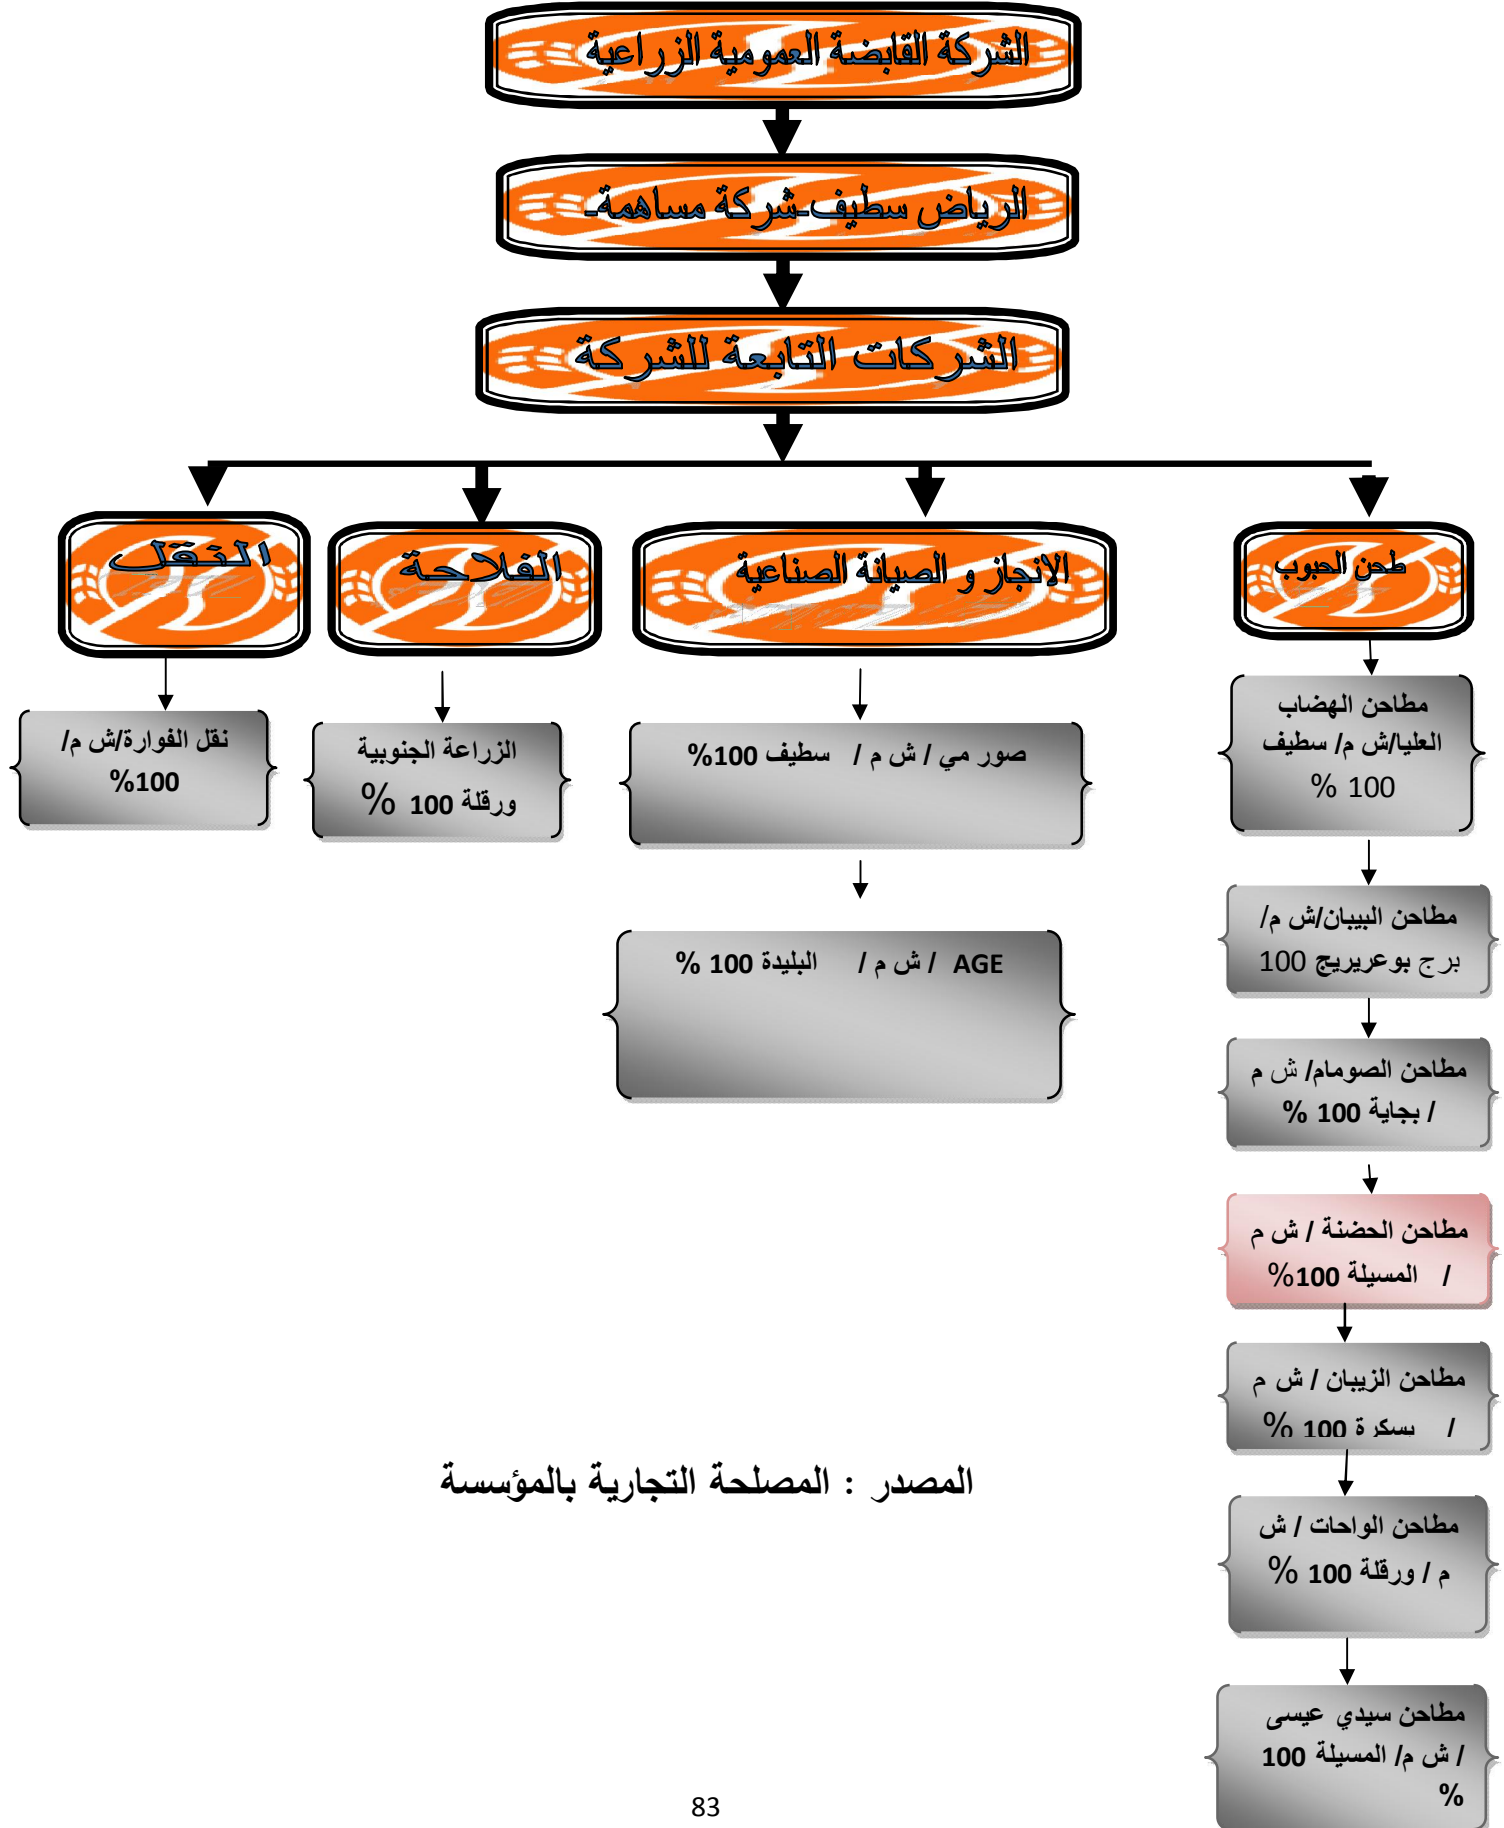 الشركة القابضة العمومية الزراعية
الرياض سطيف-شركة مساهمة-
الشركات التابعة للشركة
طحن الحبوب
الانجاز و الصيانة الصناعية
الفلاحة
النقل
مطاحن الهضاب
العليا/ش م/ سطيف
100 %
مطاحن البيبان/ش م/
برج بوعريريج 100
مطاحن الصومام/ ش م
/ بجاية 100 %
مطاحن الحضنة / ش م
/ المسيلة 100%
مطاحن الزيبان / ش م
/ بسكرة 100 %
مطاحن الواحات / ش
م / ورقلة 100 %
مطاحن سيدي عيسى
/ ش م/ المسيلة 100
%
صور مي / ش م / سطيف 100%
AGE / ش م / البليدة 100 %
الزراعة الجنوبية
ورقلة 100 %
نقل الفوارة/ش م/
100%
المصدر : المصلحة التجارية بالمؤسسة
83